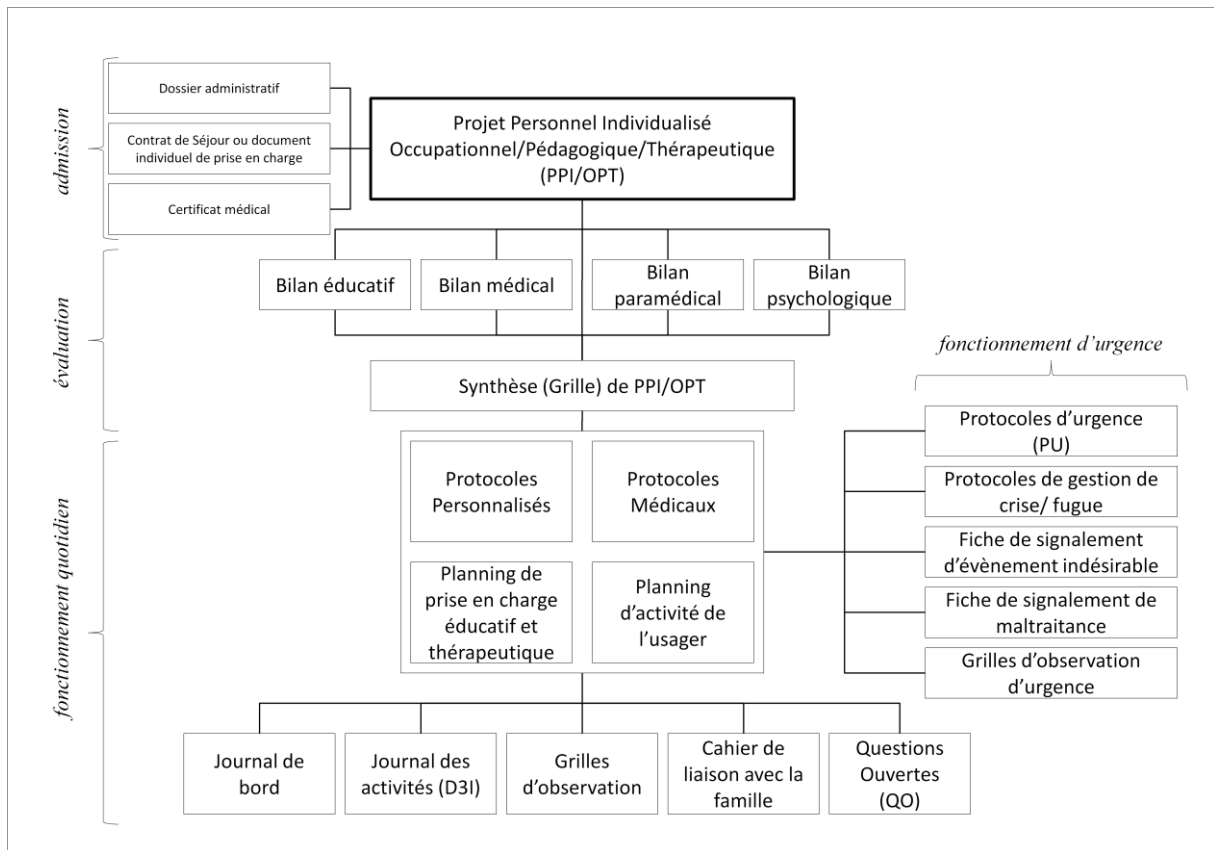 admission
Dossier administratif
Contrat de Séjour ou document
individuel de prise en charge
Certificat médical
Projet Personnel Individualisé
Occupationnel/Pédagogique/Thérapeutique
(PPI/OPT)
évaluation
Bilan éducatif
Bilan médical
Bilan
paramédical
Bilan
psychologique
Synthèse (Grille) de PPI/OPT
fonctionnement quotidien
Protocoles
Personnalisés
Protocoles
Médicaux
Planning de
prise en charge
éducatif et
thérapeutique
Planning
d’activité de
l’usager
fonctionnement d’urgence
Protocoles d’urgence
(PU)
Protocoles de gestion de
crise/ fugue
Fiche de signalement
d’évènement indésirable
Fiche de signalement de
maltraitance
Grilles d’observation
d’urgence
Journal de
bord
Journal des
activités (D3I)
Grilles
d’observation
Cahier de
liaison avec la
famille
Questions
Ouvertes
(QO)